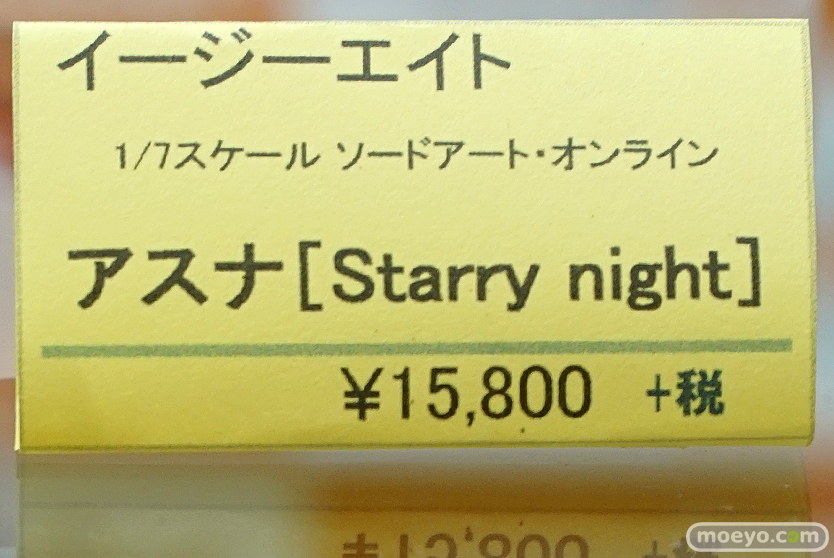 イージーエイト
1/7スケール ソードアート・オンライン
アスナ[Starry night]
¥15,800 +税
moeyo.com